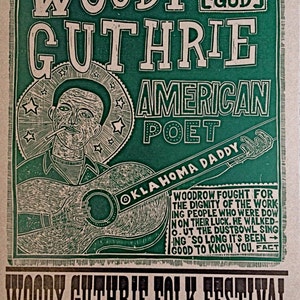 WOODY [GOD]
GUTHRIE
AMERICAN
POET
OKLAHOMA DADDY
WOODROW FOUGHT FOR
THE DIGNITY OF THE WORK
ING PEOPLE WHO WERE DOW
N ON THEIR LUCK. HE WALKED-
O.UT THE DUSTBOWL SING
ING "SO LONG IT'S BEEN →
GOOD TO KNOW YOU. FACT
WOODY GUTHRIE FOLK FESTIVAL